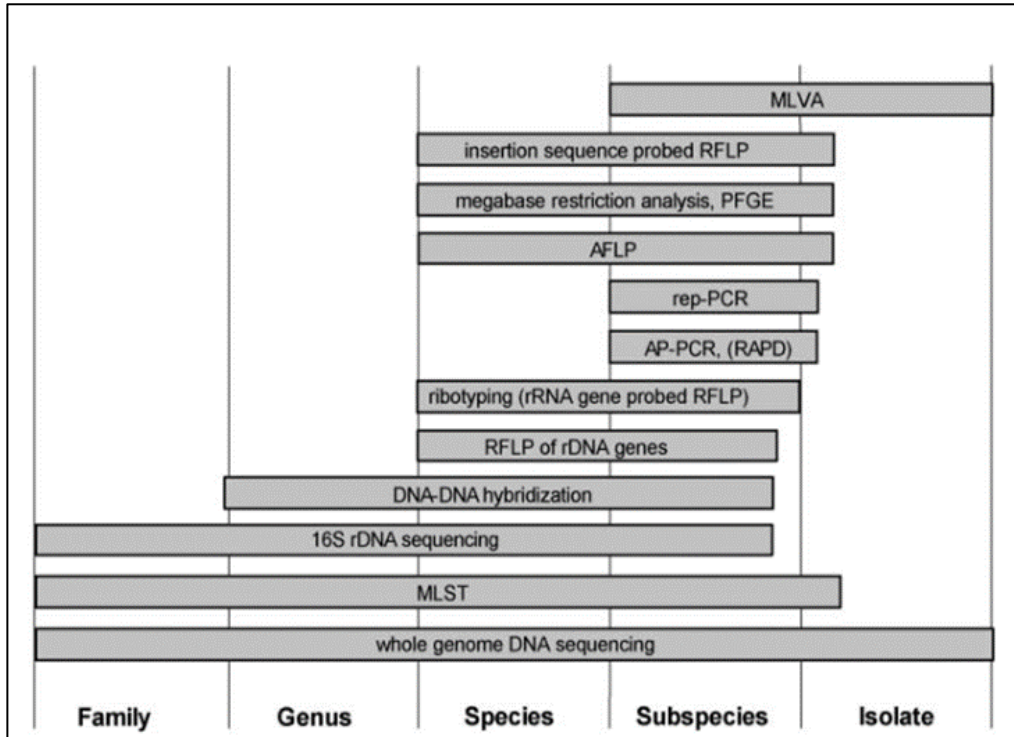 MLVA
insertion sequence probed RFLP
megabase restriction analysis, PFGE
AFLP
rep-PCR
AP-PCR, (RAPD)
ribotyping (rRNA gene probed RFLP)
RFLP of rDNA genes
DNA-DNA hybridization
16S rDNA sequencing
MLST
whole genome DNA sequencing
Family Genus Species Subspecies Isolate